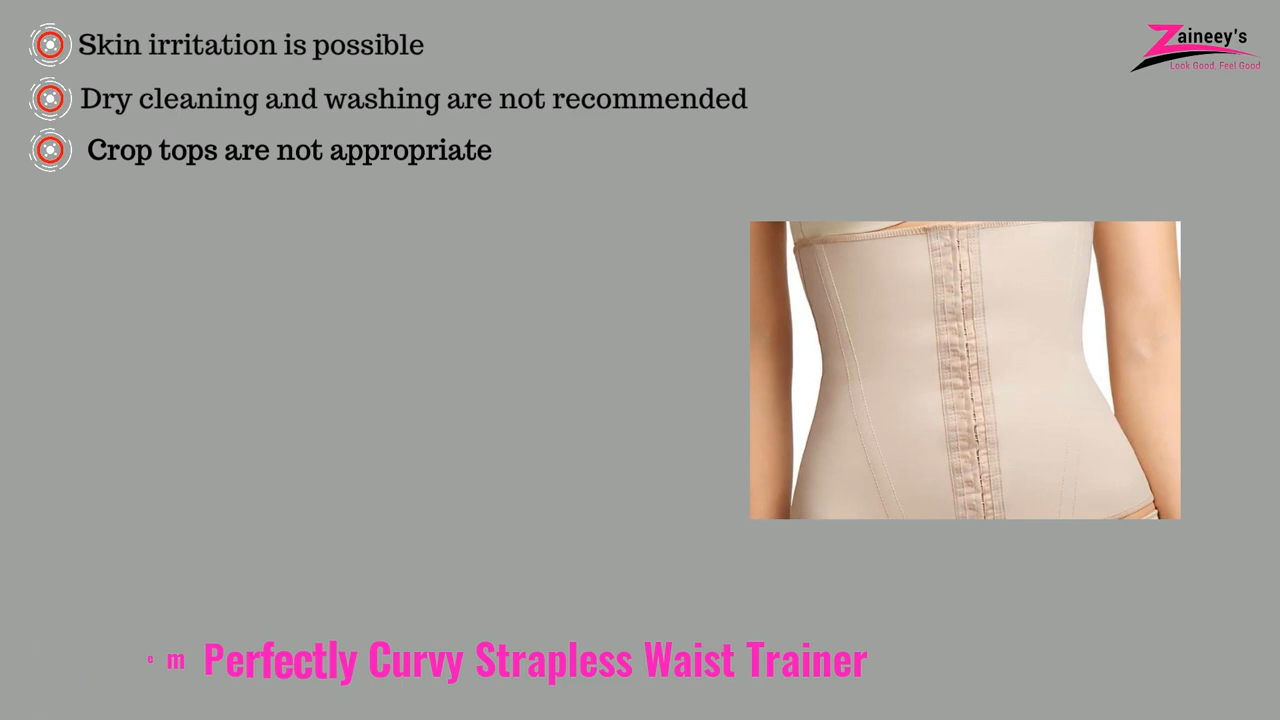 Skin irritation is possible
Zaineey's
Look Good, Feel Good
Dry cleaning and washing are not recommended
Crop tops are not appropriate
o m Perfectly Curvy Strapless Waist Trainer